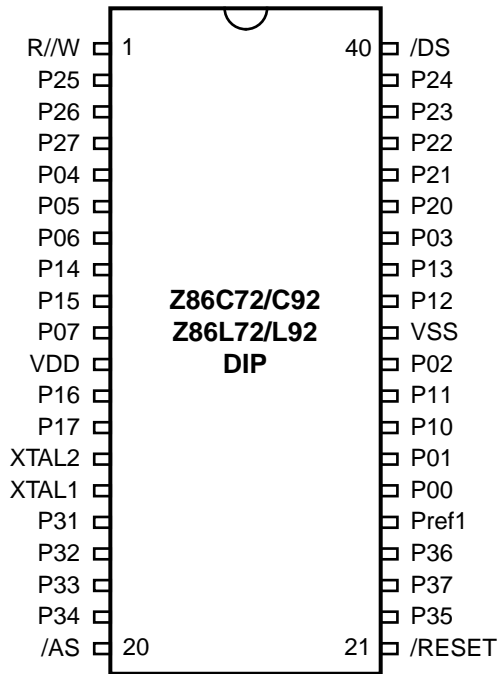 R//W 1 40 /DS
P25 P24
P26 P23
P27 P22
P04 P21
P05 P20
P06 P03
P14 P13
P15 Z86C72/C92 P12
P07 Z86L72/L92 VSS
VDD DIP P02
P16 P11
P17 P10
XTAL2 P01
XTAL1 P00
P31 Pref1
P32 P36
P33 P37
P34 P35
/AS 20 21 /RESET